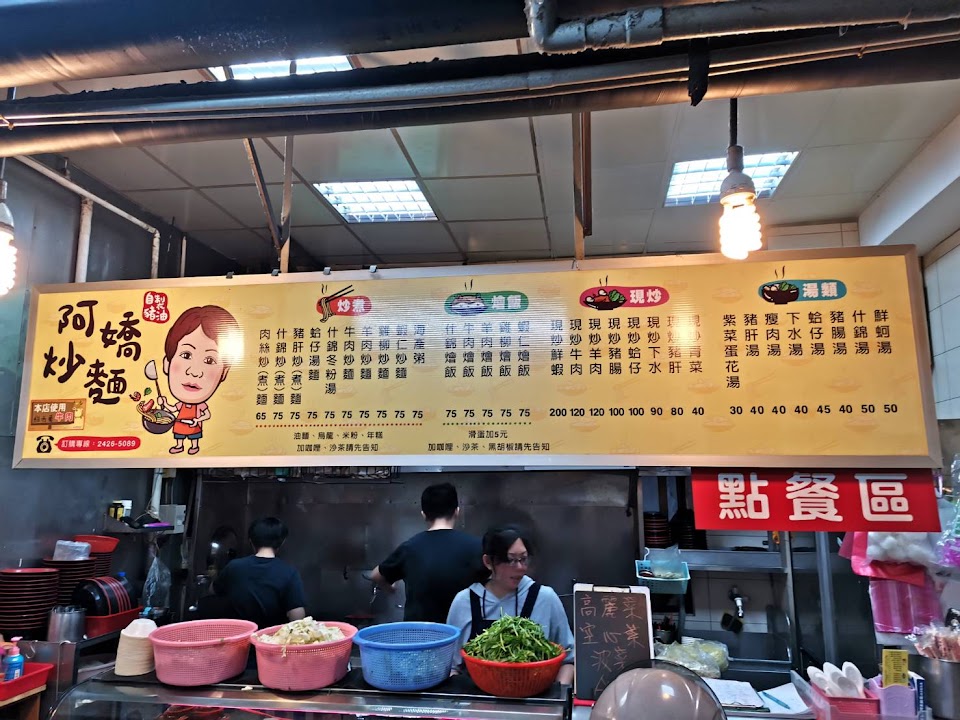 自製豬油
阿嬌
炒麵
本店使用
牛肉
訂購專線：2426-5089
炒煮
肉絲炒(煮)麵 65
什錦炒(煮)麵 75
豬肝炒(煮)麵 75
蛤仔湯麵 75
什錦冬粉湯 75
牛肉炒麵 75
羊肉炒麵 75
雞柳炒麵 75
蝦仁炒麵 75
海產粥 75
油麵、烏龍、米粉、年糕
加咖哩、沙茶請先告知
燴飯
什錦燴飯 75
牛肉燴飯 75
羊肉燴飯 75
雞柳燴飯 75
蝦仁燴飯 75
滑蛋加5元
加咖哩、沙茶、黑胡椒請先告知
現炒
現炒鮮蝦 200
現炒牛肉 120
現炒羊肉 120
現炒豬腸 100
現炒蛤仔 100
現炒下水 90
現炒豬肝 80
現炒青菜 40
湯類
紫菜蛋花湯 30
豬肝湯 40
瘦肉湯 40
下水湯 40
蛤仔湯 45
豬腸湯 40
什錦湯 50
鮮蚵湯 50
點餐區
高麗菜
空心菜
菠菜